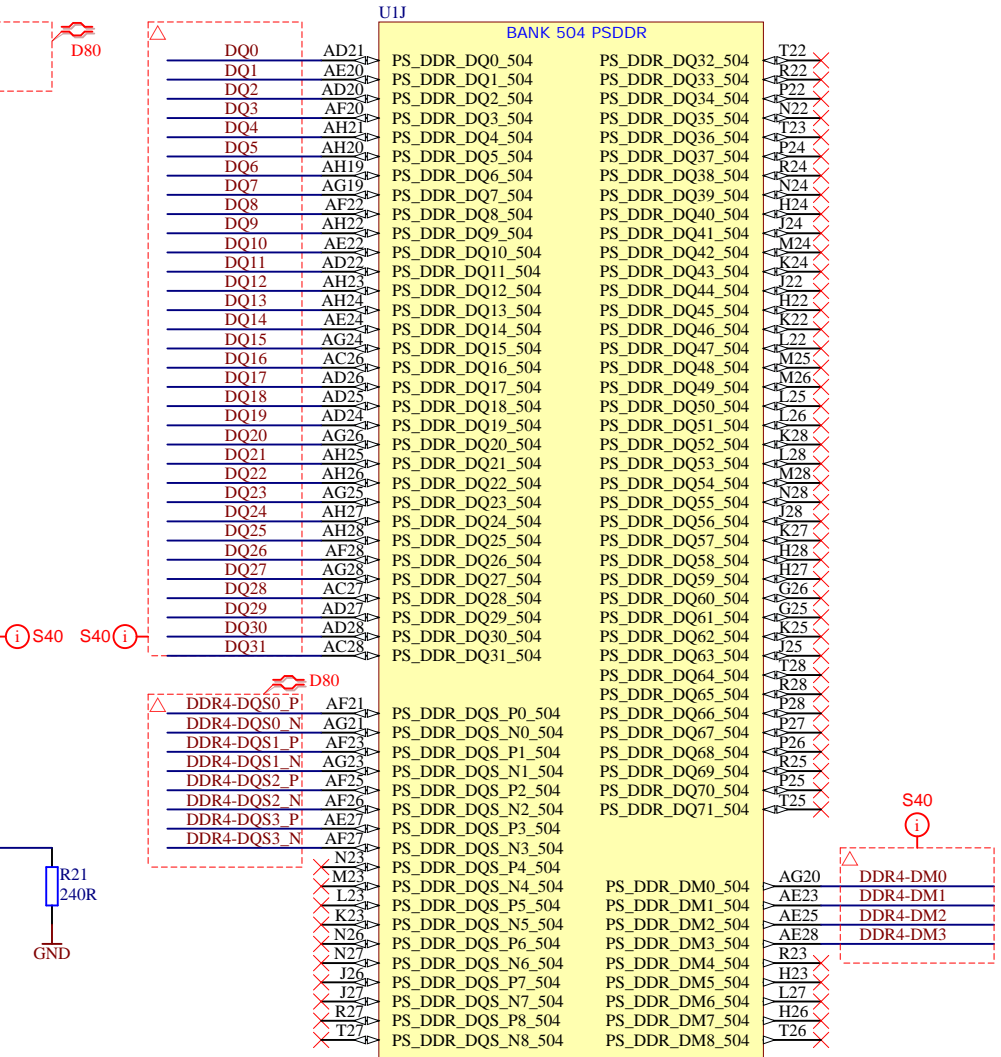 U1J
BANK 504 PSDDR
D80
DQ0 AD21 PS_DDR_DQ0_504 PS_DDR_DQ32_504 T22
DQ1 AE20 PS_DDR_DQ1_504 PS_DDR_DQ33_504 R22
DQ2 AD20 PS_DDR_DQ2_504 PS_DDR_DQ34_504 P22
DQ3 AF20 PS_DDR_DQ3_504 PS_DDR_DQ35_504 N22
DQ4 AH21 PS_DDR_DQ4_504 PS_DDR_DQ36_504 T23
DQ5 AH20 PS_DDR_DQ5_504 PS_DDR_DQ37_504 P24
DQ6 AH19 PS_DDR_DQ6_504 PS_DDR_DQ38_504 R24
DQ7 AG19 PS_DDR_DQ7_504 PS_DDR_DQ39_504 N24
DQ8 AF22 PS_DDR_DQ8_504 PS_DDR_DQ40_504 H24
DQ9 AH22 PS_DDR_DQ9_504 PS_DDR_DQ41_504 J24
DQ10 AE22 PS_DDR_DQ10_504 PS_DDR_DQ42_504 M24
DQ11 AD22 PS_DDR_DQ11_504 PS_DDR_DQ43_504 K24
DQ12 AH23 PS_DDR_DQ12_504 PS_DDR_DQ44_504 J22
DQ13 AH24 PS_DDR_DQ13_504 PS_DDR_DQ45_504 H22
DQ14 AE24 PS_DDR_DQ14_504 PS_DDR_DQ46_504 K22
DQ15 AG24 PS_DDR_DQ15_504 PS_DDR_DQ47_504 L22
DQ16 AC26 PS_DDR_DQ16_504 PS_DDR_DQ48_504 M25
DQ17 AD26 PS_DDR_DQ17_504 PS_DDR_DQ49_504 M26
DQ18 AD25 PS_DDR_DQ18_504 PS_DDR_DQ50_504 L25
DQ19 AD24 PS_DDR_DQ19_504 PS_DDR_DQ51_504 L26
DQ20 AG26 PS_DDR_DQ20_504 PS_DDR_DQ52_504 K28
DQ21 AH25 PS_DDR_DQ21_504 PS_DDR_DQ53_504 L28
DQ22 AH26 PS_DDR_DQ22_504 PS_DDR_DQ54_504 M28
DQ23 AG25 PS_DDR_DQ23_504 PS_DDR_DQ55_504 N28
DQ24 AH27 PS_DDR_DQ24_504 PS_DDR_DQ56_504 J28
DQ25 AH28 PS_DDR_DQ25_504 PS_DDR_DQ57_504 K27
DQ26 AF28 PS_DDR_DQ26_504 PS_DDR_DQ58_504 H28
DQ27 AG28 PS_DDR_DQ27_504 PS_DDR_DQ59_504 H27
DQ28 AC27 PS_DDR_DQ28_504 PS_DDR_DQ60_504 G26
DQ29 AD27 PS_DDR_DQ29_504 PS_DDR_DQ61_504 G25
i S40 S40 i DQ30 AD28 PS_DDR_DQ30_504 PS_DDR_DQ62_504 K25
DQ31 AC28 PS_DDR_DQ31_504 PS_DDR_DQ63_504 J25
PS_DDR_DQ64_504 T28
D80 PS_DDR_DQ65_504 R28
DDR4-DQS0_P AF21 PS_DDR_DQS_P0_504 PS_DDR_DQ66_504 P28
DDR4-DQS0_N AG21 PS_DDR_DQS_N0_504 PS_DDR_DQ67_504 P27
DDR4-DQS1_P AF23 PS_DDR_DQS_P1_504 PS_DDR_DQ68_504 P26
DDR4-DQS1_N AG23 PS_DDR_DQS_N1_504 PS_DDR_DQ69_504 R25
DDR4-DQS2_P AF25 PS_DDR_DQS_P2_504 PS_DDR_DQ70_504 P25
DDR4-DQS2_N AF26 PS_DDR_DQS_N2_504 PS_DDR_DQ71_504 T25
S40
i
DDR4-DQS3_P AE27 PS_DDR_DQS_P3_504
DDR4-DQS3_N AF27 PS_DDR_DQS_N3_504
N23 PS_DDR_DQS_P4_504
R21
240R
GND
M23 PS_DDR_DQS_N4_504 PS_DDR_DM0_504 AG20 DDR4-DM0
L23 PS_DDR_DQS_P5_504 PS_DDR_DM1_504 AE23 DDR4-DM1
K23 PS_DDR_DQS_N5_504 PS_DDR_DM2_504 AE25 DDR4-DM2
N26 PS_DDR_DQS_P6_504 PS_DDR_DM3_504 AE28 DDR4-DM3
N27 PS_DDR_DQS_N6_504 PS_DDR_DM4_504 R23
J26 PS_DDR_DQS_P7_504 PS_DDR_DM5_504 H23
J27 PS_DDR_DQS_N7_504 PS_DDR_DM6_504 L27
R27 PS_DDR_DQS_P8_504 PS_DDR_DM7_504 H26
T27 PS_DDR_DQS_N8_504 PS_DDR_DM8_504 T26